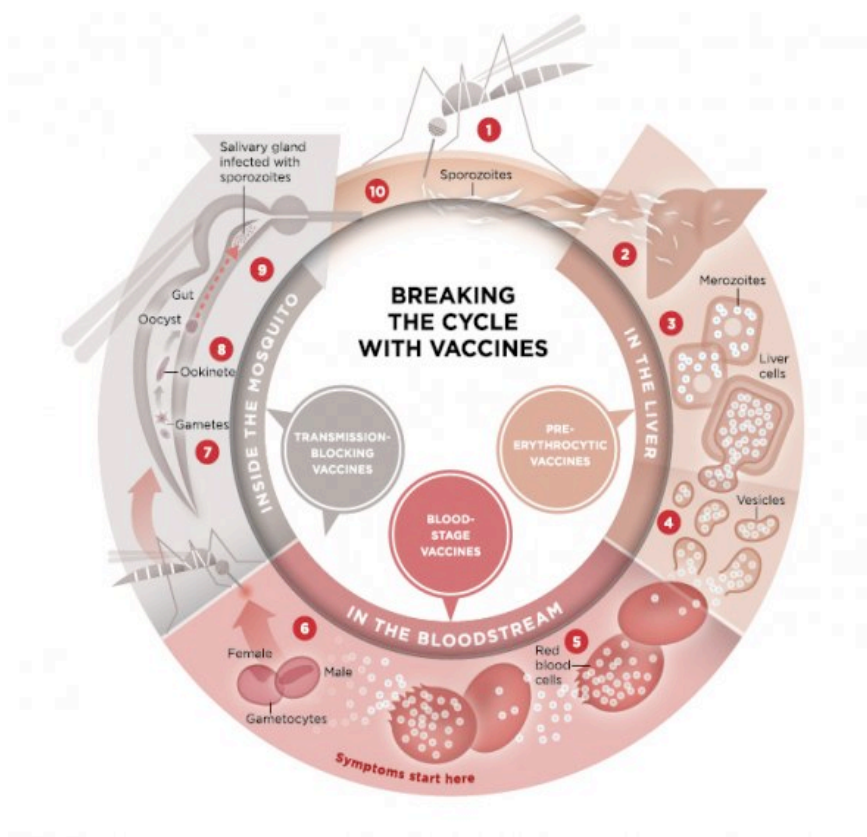 BREAKING
THE CYCLE
WITH VACCINES
1
Sporozoites
2
IN THE LIVER
Merozoites
3
Liver
cells
PRE-
ERYTHROCYTIC
VACCINES
Vesicles
4
IN THE BLOODSTREAM
5
Red
blood
cells
BLOOD-
STAGE
VACCINES
Symptoms start here
6
Female
Male
Gametocytes
INSIDE THE MOSQUITO
TRANSMISSION-
BLOCKING
VACCINES
7
Gametes
Ookinete
8
Oocyst
Gut
9
Salivary gland
infected with
sporozoites
10